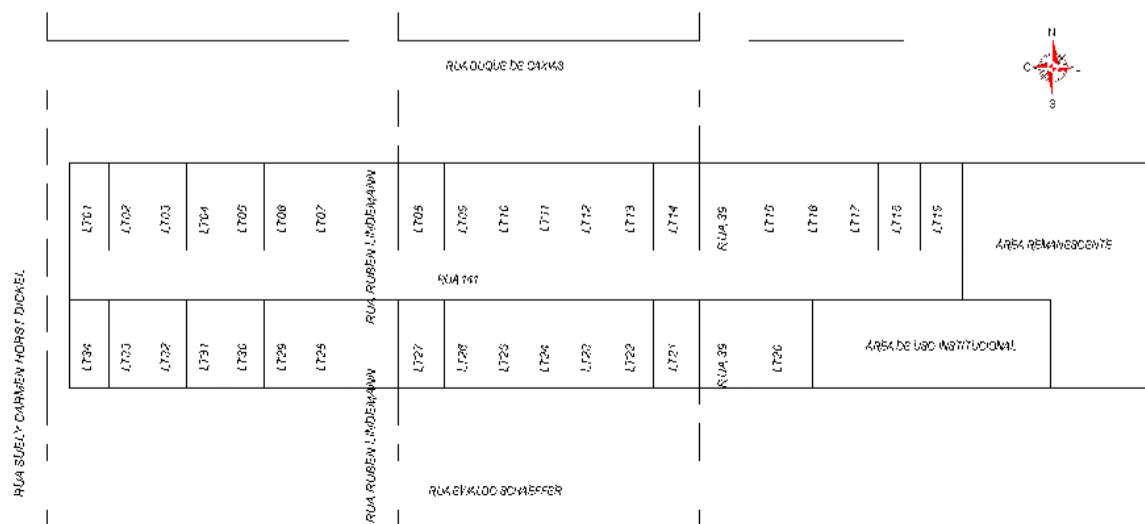 RUA DUQUE DE CAXIAS
N
O
L
S
LT01
LT02
LT03
LT04
LT05
LT06
LT07
RUA RUBEN LINDEMANN
LT08
LT09
LT10
LT11
LT12
LT13
LT14
RUA 39
LT15
LT16
LT17
LT18
LT19
ÁREA REMANESCENTE
RUA 141
RUA SUELY CARMEN HORST DICKEL
LT34
LT33
LT32
LT31
LT30
LT29
LT28
RUA RUBEN LINDEMANN
LT27
LT26
LT25
LT24
LT23
LT22
LT21
RUA 39
LT20
ÁREA DE USO INSTITUCIONAL
RUA EWALDO SCHAEFFER